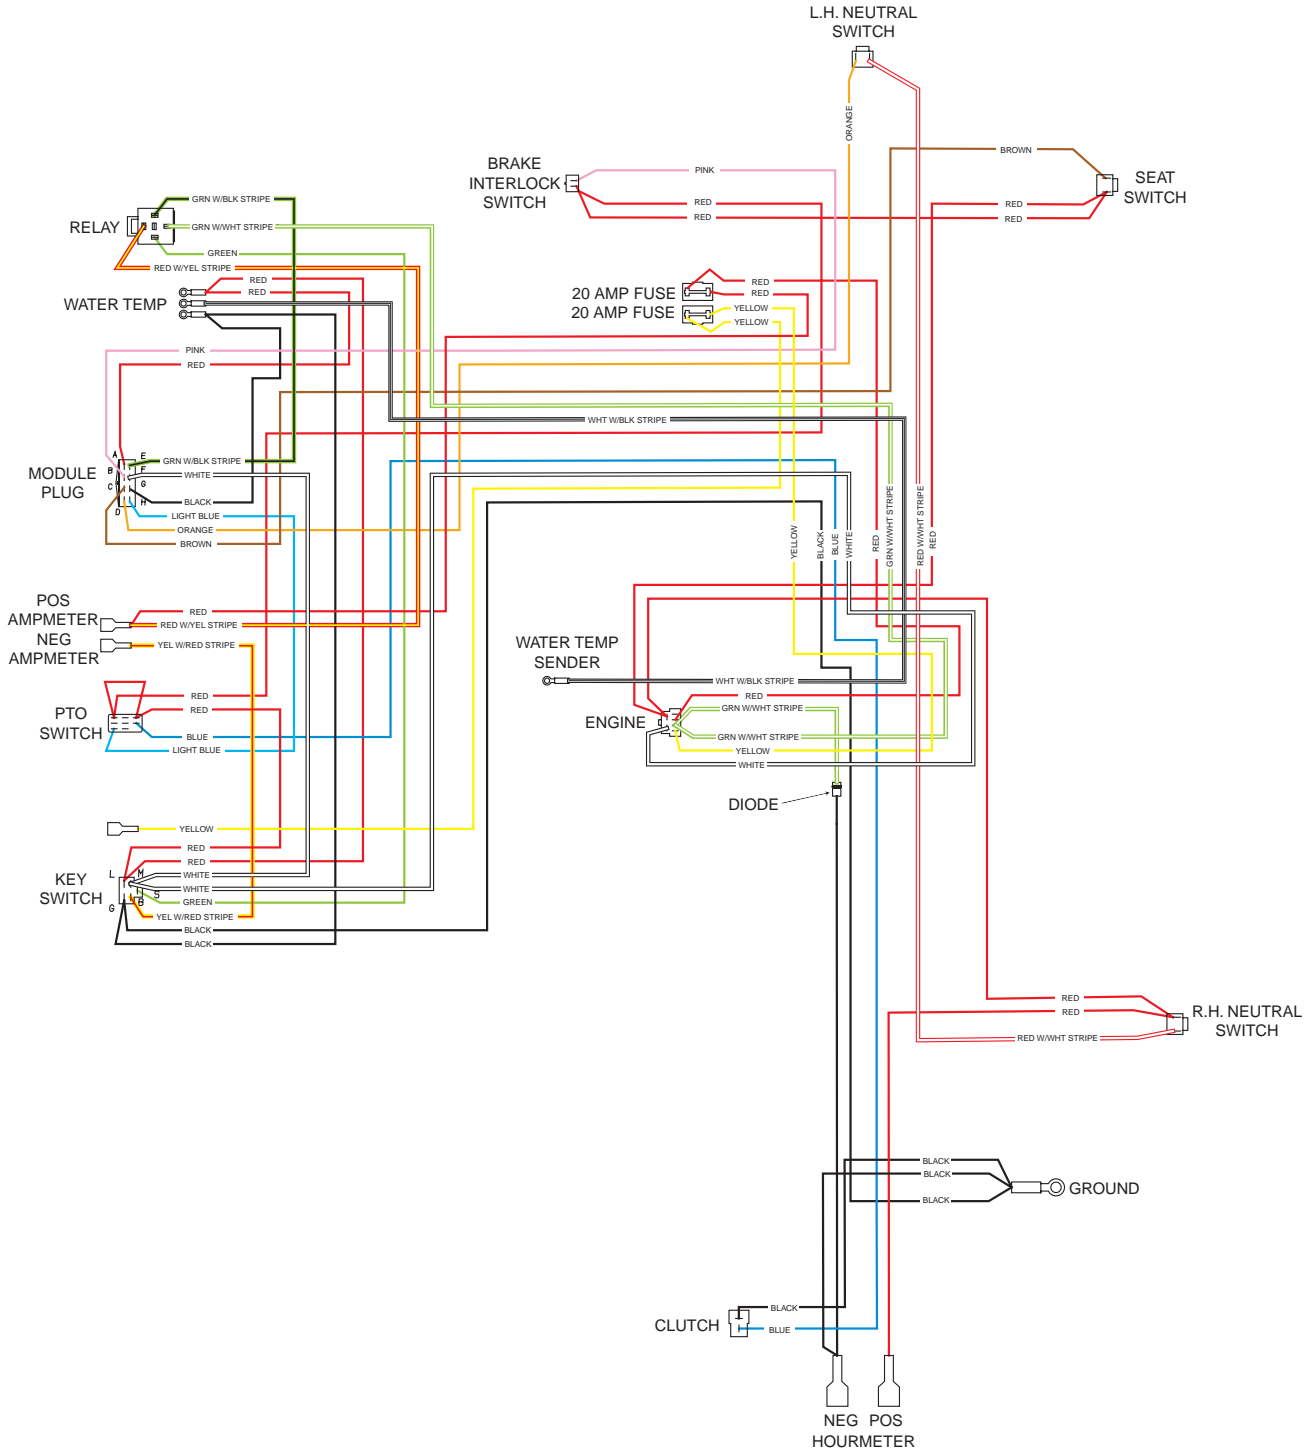 L.H. NEUTRAL
SWITCH
ORANGE
BROWN
BRAKE
INTERLOCK
SWITCH
PINK
RED
RED
RED
RED
SEAT
SWITCH
RELAY
GRN W/BLK STRIPE
GRN W/WHT STRIPE
GREEN
RED W/YEL STRIPE
RED
RED
WATER TEMP
20 AMP FUSE
20 AMP FUSE
RED
RED
YELLOW
YELLOW
PINK
RED
WHT W/BLK STRIPE
MODULE
PLUG
A
B
C
D
E
F
G
H
GRN W/BLK STRIPE
WHITE
BLACK
LIGHT BLUE
ORANGE
BROWN
YELLOW
BLACK
BLUE
WHITE
RED
GRN W/WHT STRIPE
RED W/WHT STRIPE
RED
POS
AMPMETER
NEG
AMPMETER
RED
RED W/YEL STRIPE
YEL W/RED STRIPE
WATER TEMP
SENDER
WHT W/BLK STRIPE
RED
GRN W/WHT STRIPE
ENGINE
GRN W/WHT STRIPE
YELLOW
WHITE
PTO
SWITCH
RED
RED
BLUE
LIGHT BLUE
DIODE
YELLOW
RED
RED
WHITE
WHITE
GREEN
YEL W/RED STRIPE
BLACK
BLACK
KEY
SWITCH
L
M
S
B
G
RED
RED
RED W/WHT STRIPE
R.H. NEUTRAL
SWITCH
BLACK
BLACK
BLACK
GROUND
CLUTCH
BLACK
BLUE
NEG POS
HOURMETER